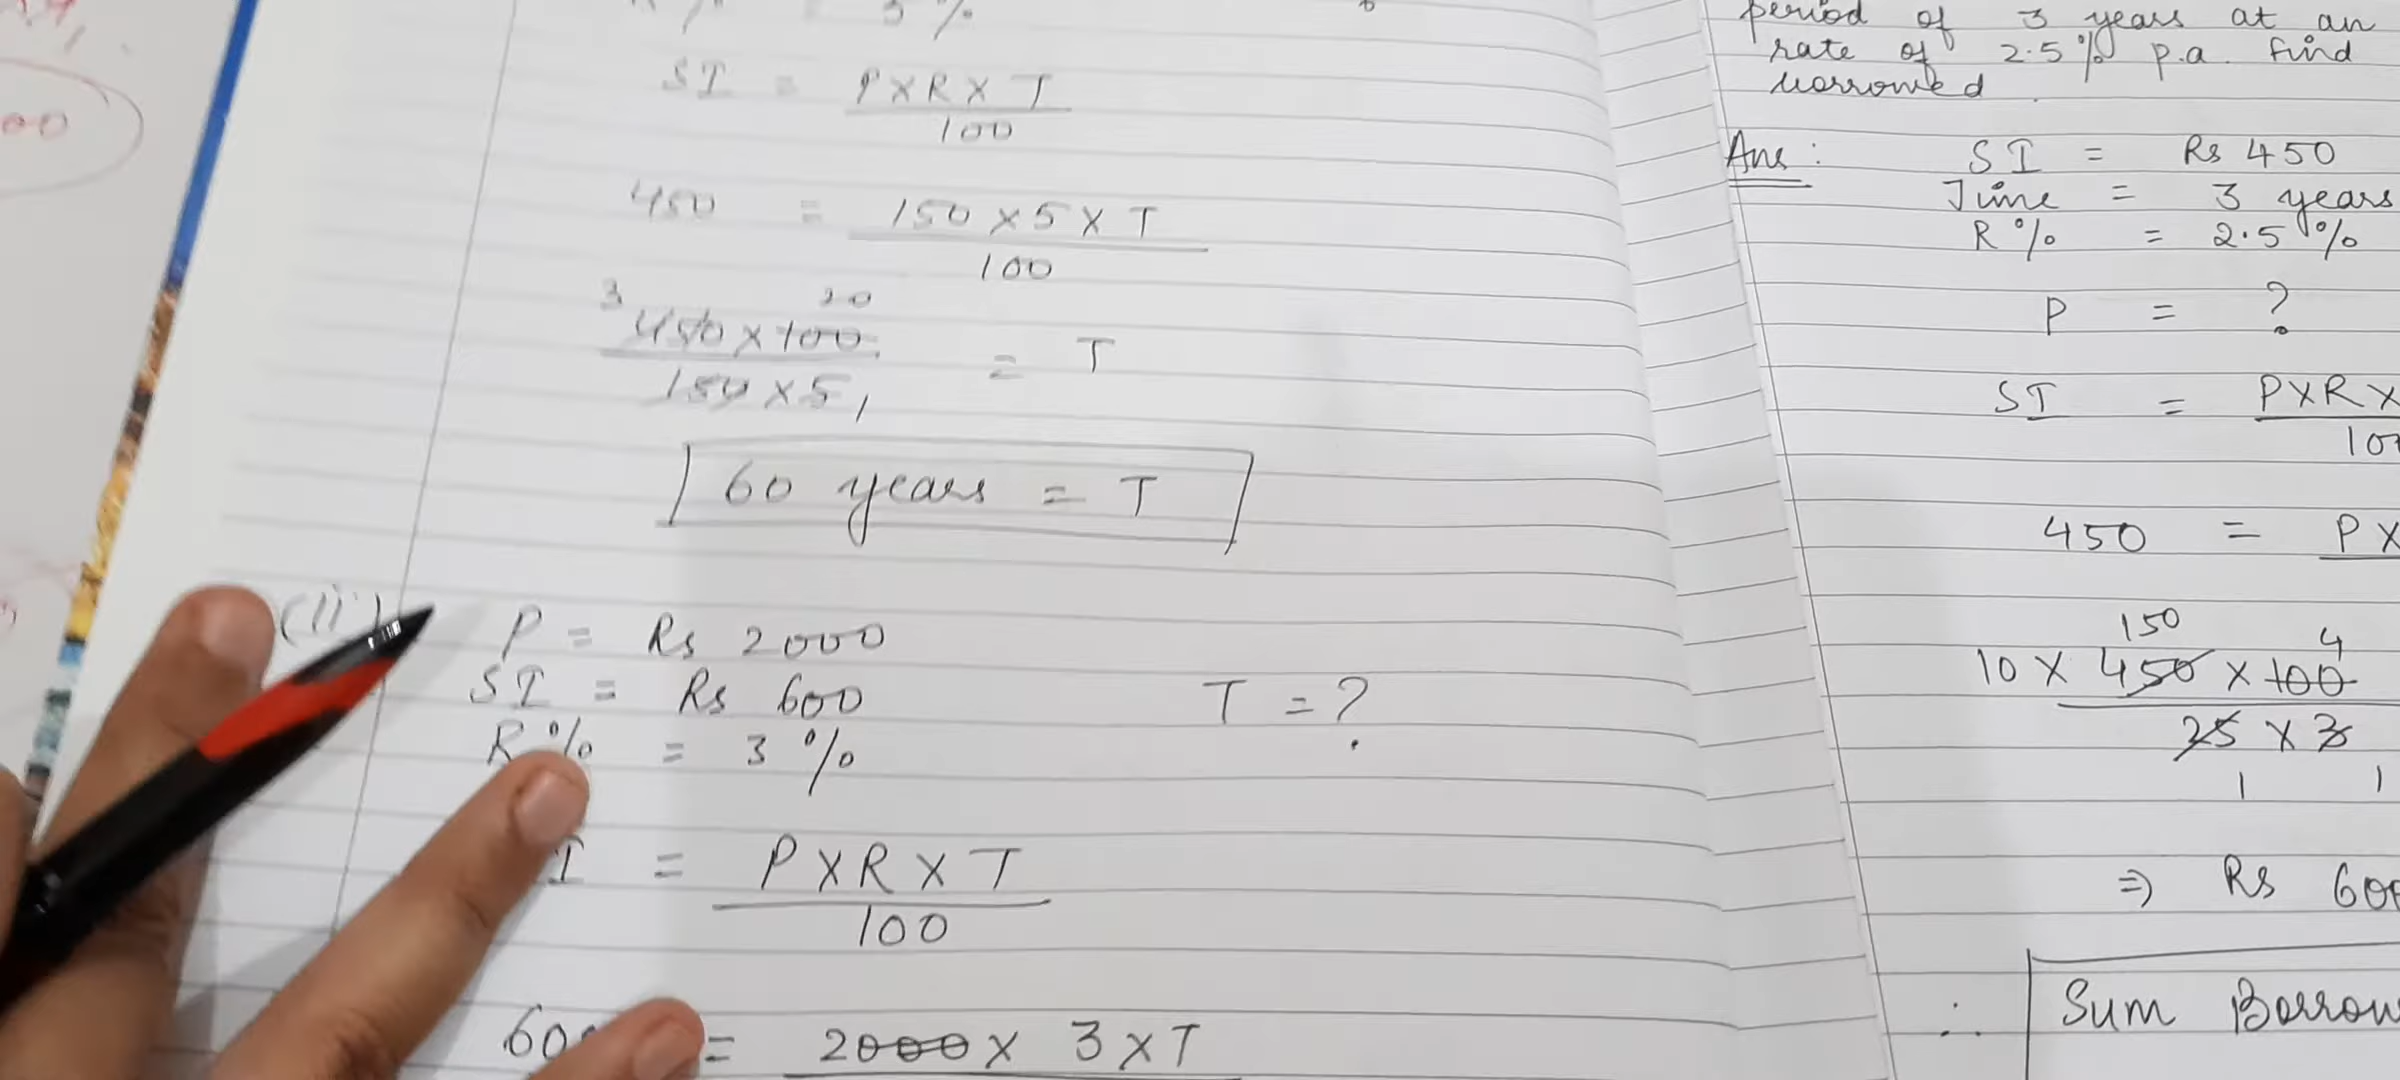 5%
SI = P X R X T
100
450 = 150 X 5 X T
100
3 20
450 x 100 = T
150 x 5 1
60 years = T
(ii) P = Rs 2000
SI = Rs 600 T = ?
R% = 3%
I = P X R X T
100
60 = 2000 X 3 X T
period of 3 years at an
rate of 2.5% p.a. find
borrowed
Ans: SI = Rs 450
Time = 3 years
R% = 2.5%
P = ?
SI = P X R X
10
450 = P X
150 4
10 X 450 X 100
25 X 3
1 1
⇒ Rs 600
∴ Sum Borrow
00